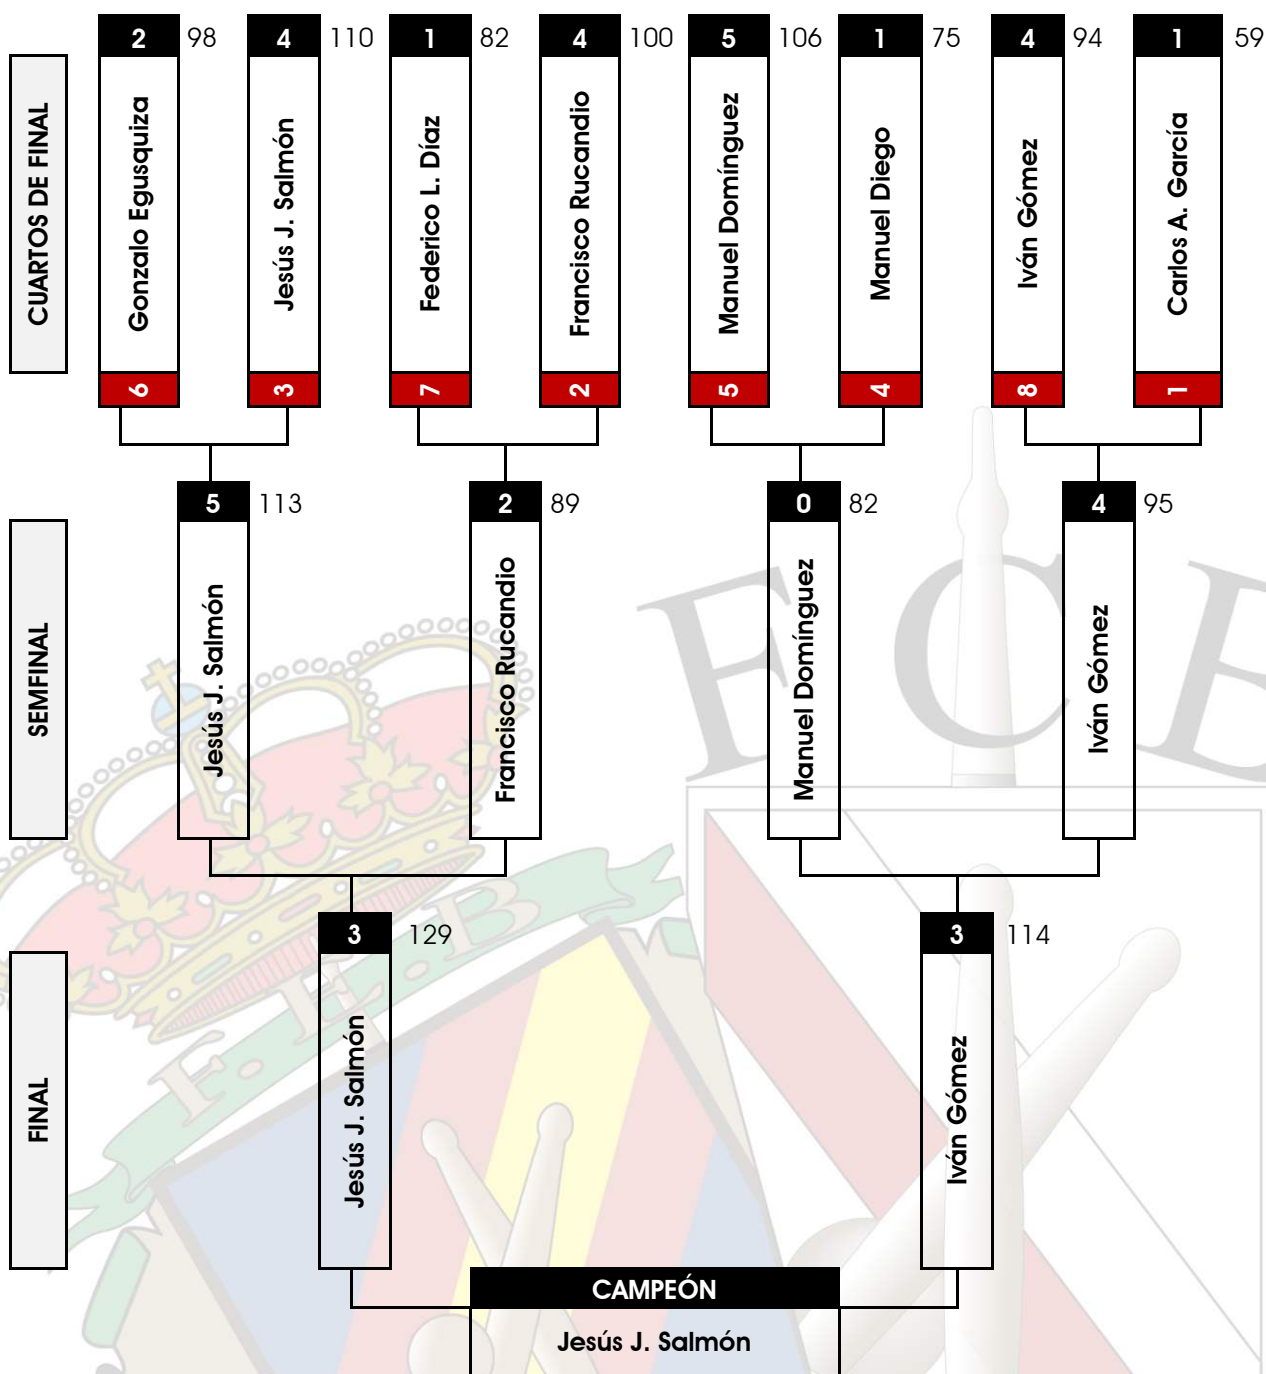 2 98 4 110 1 82 4 100 5 106 1 75 4 94 1 59
CUARTOS DE FINAL
Gonzalo Egusquiza
Jesús J. Salmón
Federico L. Díaz
Francisco Rucandio
Manuel Domínguez
Manuel Diego
Iván Gómez
Carlos A. García
6 3 7 2 5 4 8 1
5 113 2 89 0 82 4 95
SEMFINAL
Jesús J. Salmón
Francisco Rucandio
Manuel Domínguez
Iván Gómez
F C B
3 129 3 114
F. E. B
FINAL
Jesús J. Salmón
Iván Gómez
CAMPEÓN
Jesús J. Salmón